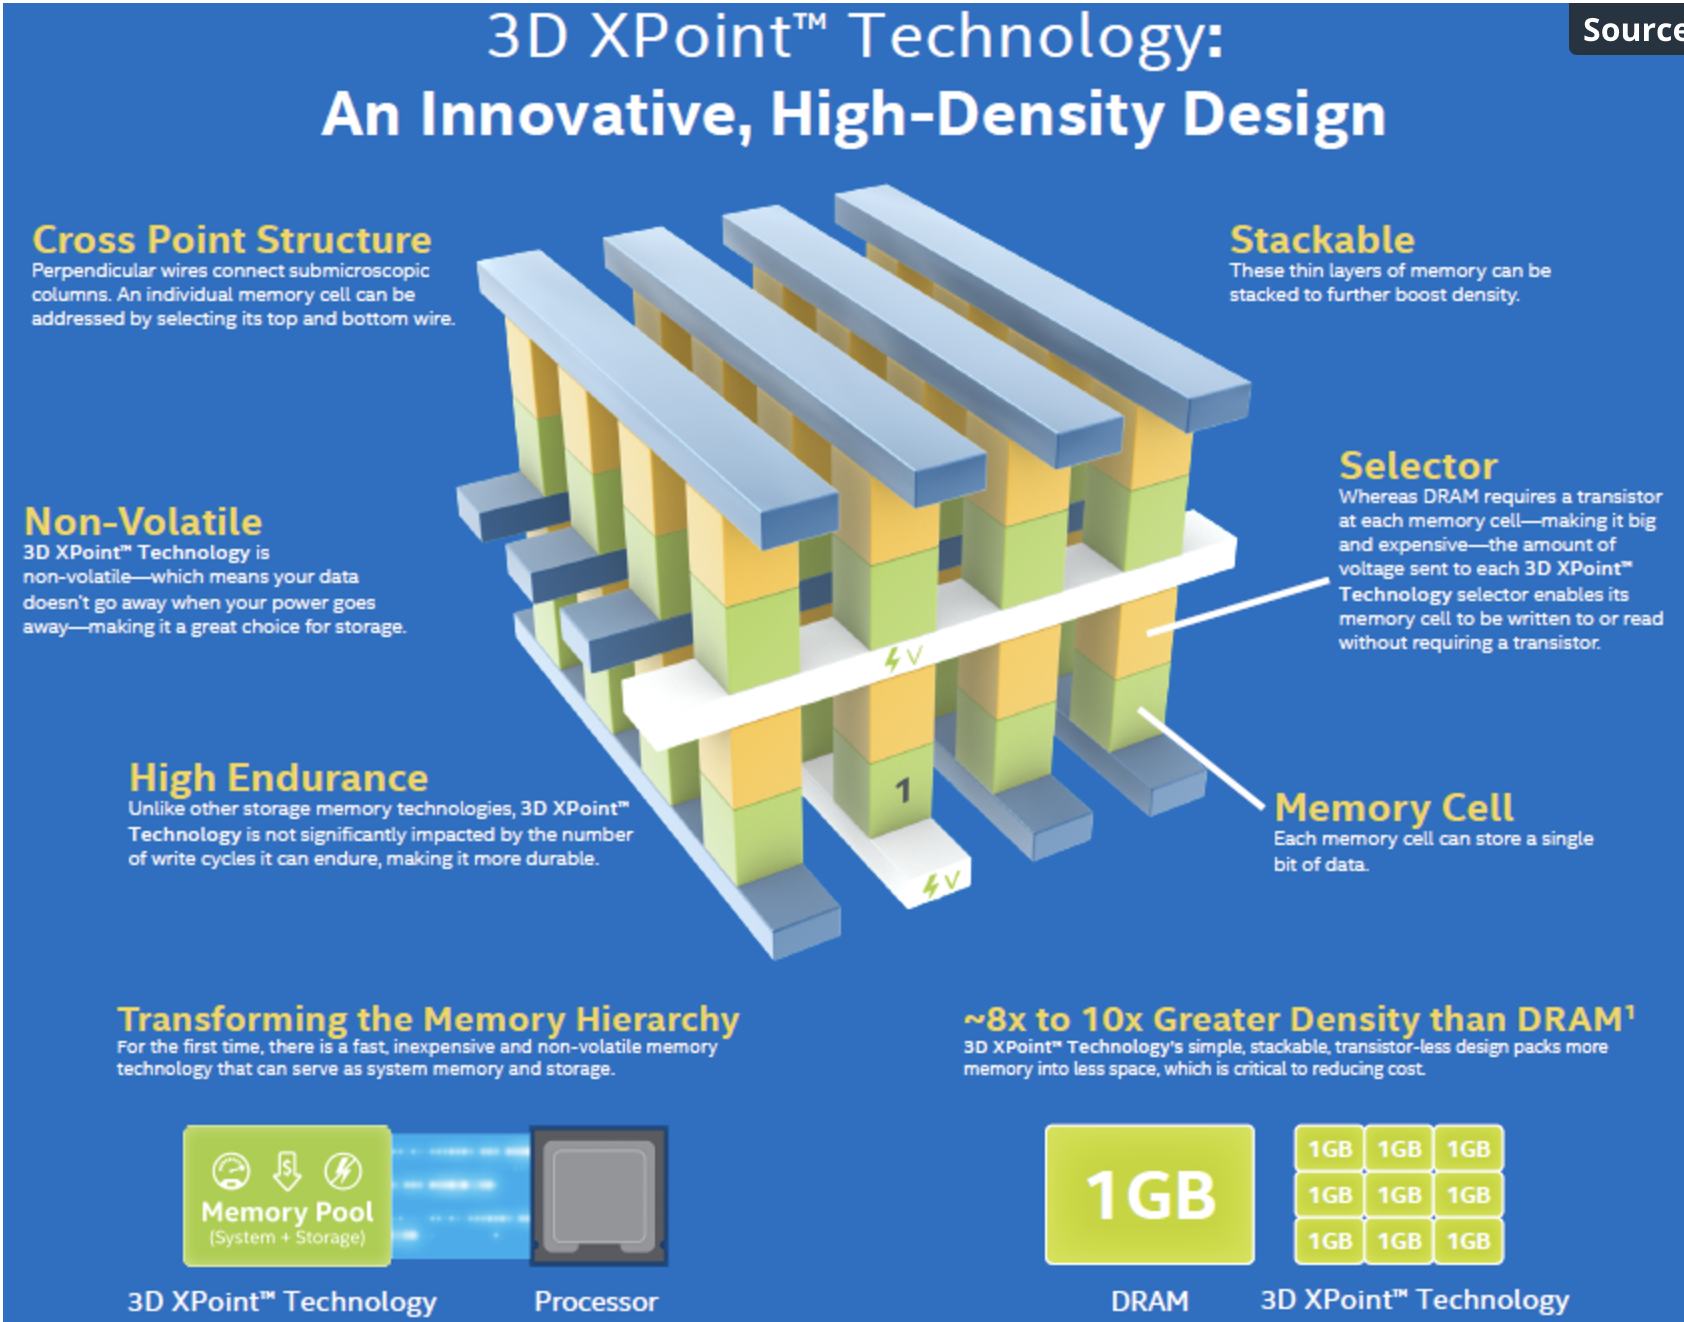 Source
3D XPoint™ Technology:
An Innovative, High-Density Design
Cross Point Structure
Perpendicular wires connect submicroscopic
columns. An individual memory cell can be
addressed by selecting its top and bottom wire.
Stackable
These thin layers of memory can be
stacked to further boost density.
Non-Volatile
3D XPoint™ Technology is
non-volatile—which means your data
doesn't go away when your power goes
away—making it a great choice for storage.
Selector
Whereas DRAM requires a transistor
at each memory cell—making it big
and expensive—the amount of
voltage sent to each 3D XPoint™
Technology selector enables its
memory cell to be written to or read
without requiring a transistor.
V
1
V
High Endurance
Unlike other storage memory technologies, 3D XPoint™
Technology is not significantly impacted by the number
of write cycles it can endure, making it more durable.
Memory Cell
Each memory cell can store a single
bit of data.
Transforming the Memory Hierarchy
For the first time, there is a fast, inexpensive and non-volatile memory
technology that can serve as system memory and storage.
$
Memory Pool
(System + Storage)
3D XPoint™ Technology
Processor
~8x to 10x Greater Density than DRAM¹
3D XPoint™ Technology's simple, stackable, transistor-less design packs more
memory into less space, which is critical to reducing cost.
1GB
1GB 1GB 1GB
1GB 1GB 1GB
1GB 1GB 1GB
DRAM
3D XPoint™ Technology